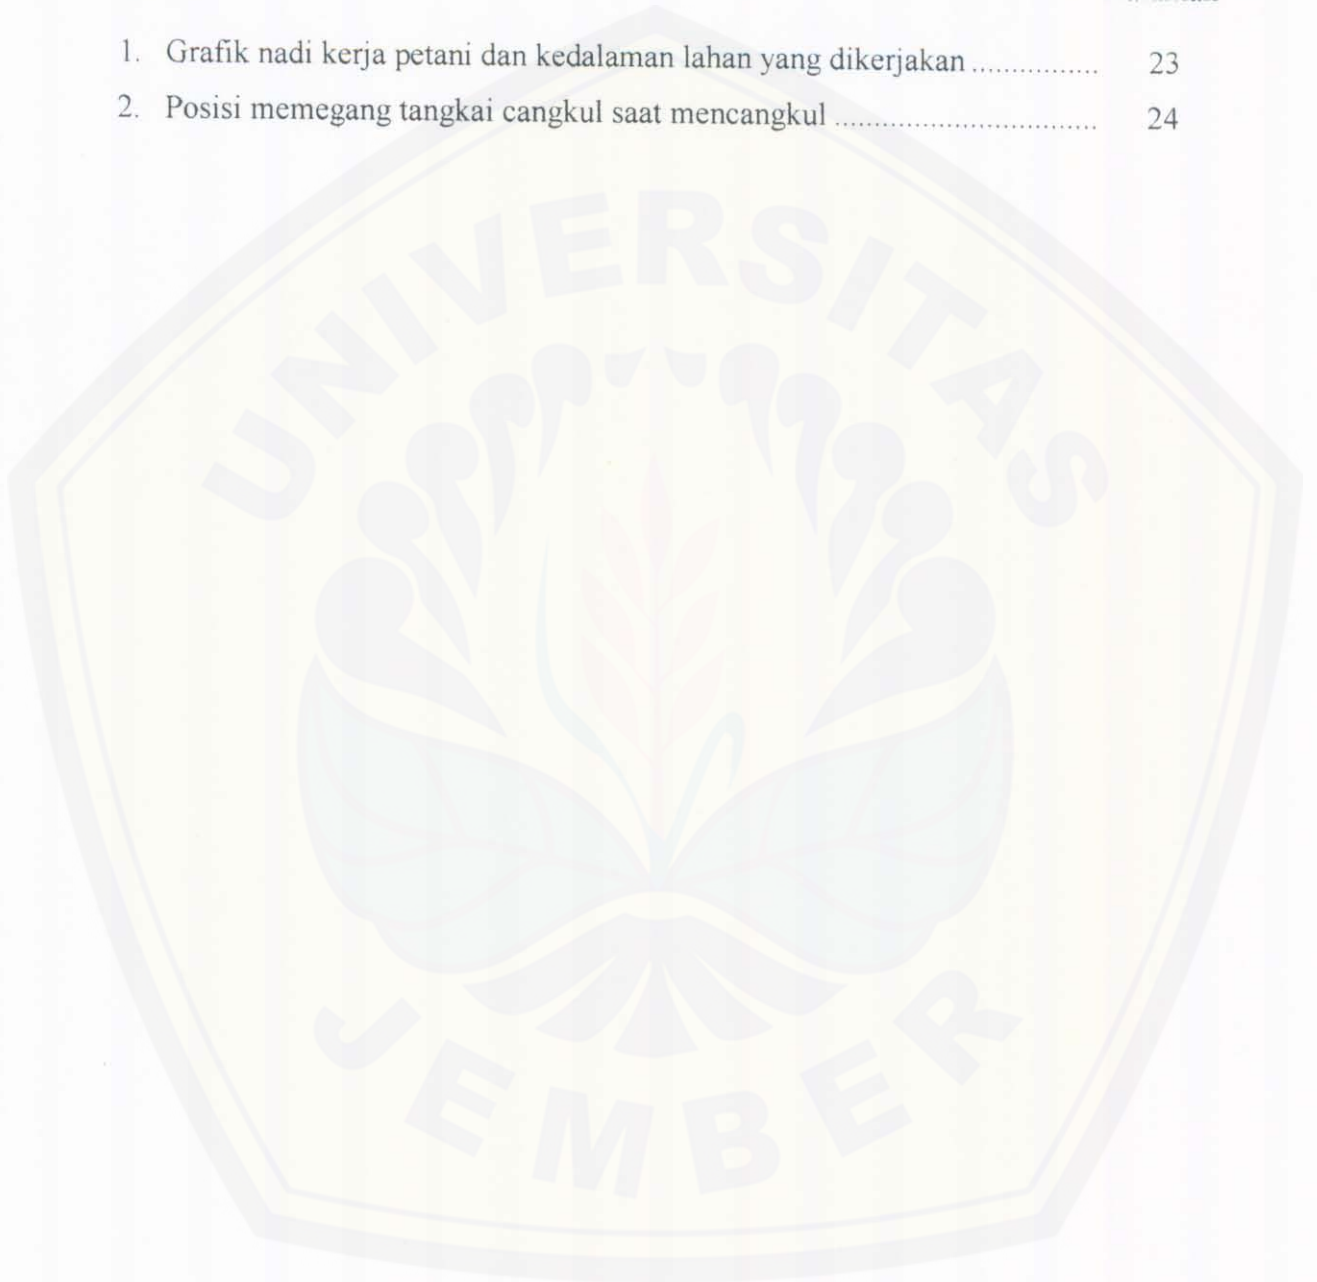 1. Grafik nadi kerja petani dan kedalaman lahan yang dikerjakan ................ 23
2. Posisi memegang tangkai cangkul saat mencangkul ................................. 24
UNIVERSITAS
JEMBER